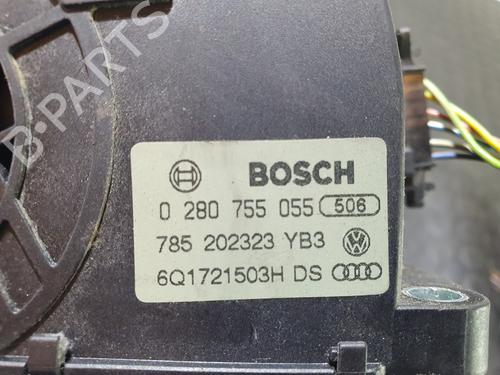 B-PARTS
BOSCH
0 280 755 055 506
785 202323 YB3
6Q1721503H DS